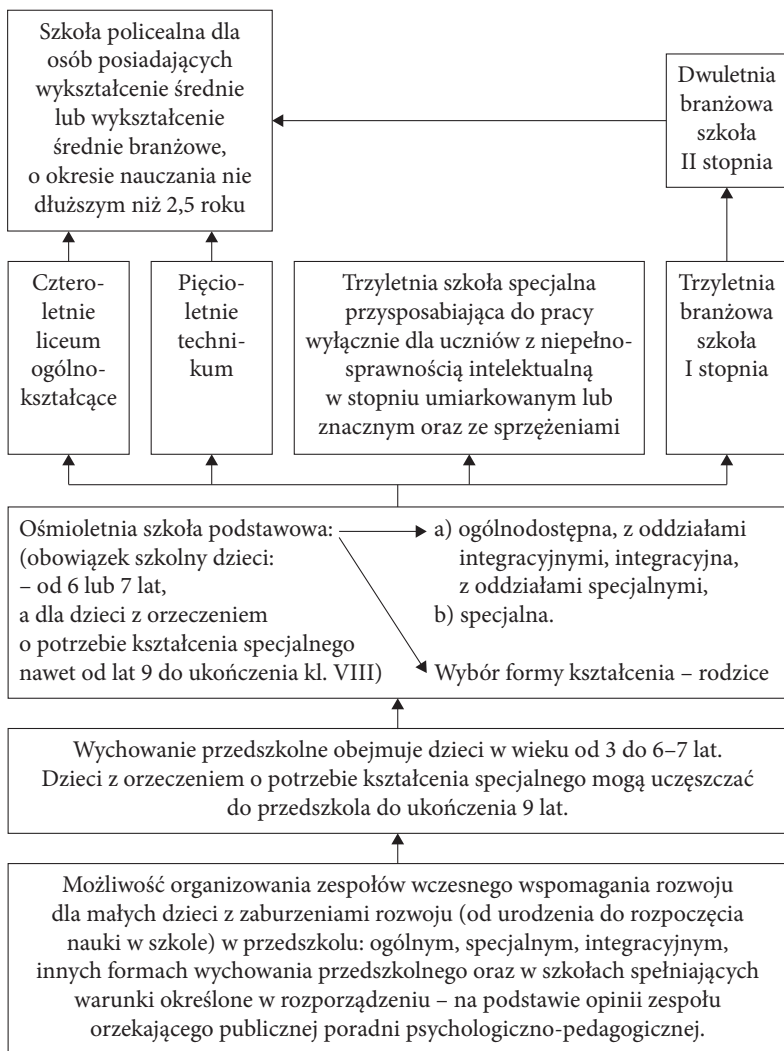 Szkoła policealna dla
osób posiadających
wykształcenie średnie
lub wykształcenie
średnie branżowe,
o okresie nauczania nie
dłuższym niż 2,5 roku
Dwuletnia
branżowa
szkoła
II stopnia
Cztero-
letnie
liceum
ogólno-
kształcące
Pięcio-
letnie
techni-
kum
Trzyletnia szkoła specjalna
przysposabiająca do pracy
wyłącznie dla uczniów z niepełno-
sprawnością intelektualną
w stopniu umiarkowanym lub
znacznym oraz ze sprzężeniami
Trzyletnia
branżowa
szkoła
I stopnia
Ośmioletnia szkoła podstawowa:
(obowiązek szkolny dzieci:
– od 6 lub 7 lat,
a dla dzieci z orzeczeniem
o potrzebie kształcenia specjalnego
nawet od lat 9 do ukończenia kl. VIII)
a) ogólnodostępna, z oddziałami
integracyjnymi, integracyjna,
z oddziałami specjalnymi,
b) specjalna.
Wybór formy kształcenia – rodzice
Wychowanie przedszkolne obejmuje dzieci w wieku od 3 do 6–7 lat.
Dzieci z orzeczeniem o potrzebie kształcenia specjalnego mogą uczęszczać
do przedszkola do ukończenia 9 lat.
Możliwość organizowania zespołów wczesnego wspomagania rozwoju
dla małych dzieci z zaburzeniami rozwoju (od urodzenia do rozpoczęcia
nauki w szkole) w przedszkolu: ogólnym, specjalnym, integracyjnym,
innych formach wychowania przedszkolnego oraz w szkołach spełniających
warunki określone w rozporządzeniu – na podstawie opinii zespołu
orzekającego publicznej poradni psychologiczno-pedagogicznej.